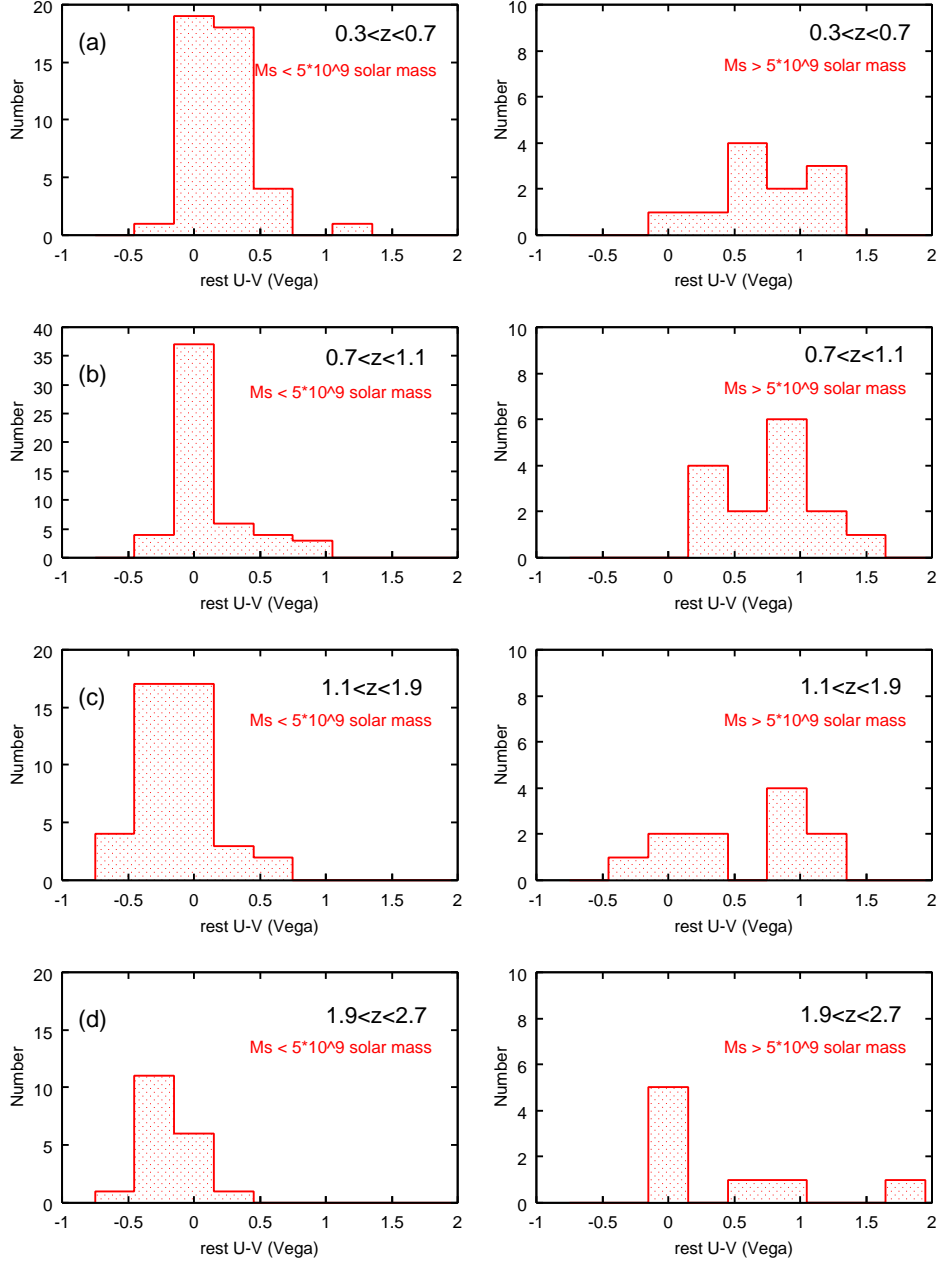 20
15
10
5
0
(a)
0.3<z<0.7
Ms < 5*10^9 solar mass
Number
-1 -0.5 0 0.5 1 1.5 2
rest U-V (Vega)
10
8
6
4
2
0
0.3<z<0.7
Ms > 5*10^9 solar mass
Number
-1 -0.5 0 0.5 1 1.5 2
rest U-V (Vega)
40
35
30
25
20
15
10
5
0
(b)
0.7<z<1.1
Ms < 5*10^9 solar mass
Number
-1 -0.5 0 0.5 1 1.5 2
rest U-V (Vega)
10
8
6
4
2
0
0.7<z<1.1
Ms > 5*10^9 solar mass
Number
-1 -0.5 0 0.5 1 1.5 2
rest U-V (Vega)
20
15
10
5
0
(c)
1.1<z<1.9
Ms < 5*10^9 solar mass
Number
-1 -0.5 0 0.5 1 1.5 2
rest U-V (Vega)
10
8
6
4
2
0
1.1<z<1.9
Ms > 5*10^9 solar mass
Number
-1 -0.5 0 0.5 1 1.5 2
rest U-V (Vega)
20
15
10
5
0
(d)
1.9<z<2.7
Ms < 5*10^9 solar mass
Number
-1 -0.5 0 0.5 1 1.5 2
rest U-V (Vega)
10
8
6
4
2
0
1.9<z<2.7
Ms > 5*10^9 solar mass
Number
-1 -0.5 0 0.5 1 1.5 2
rest U-V (Vega)